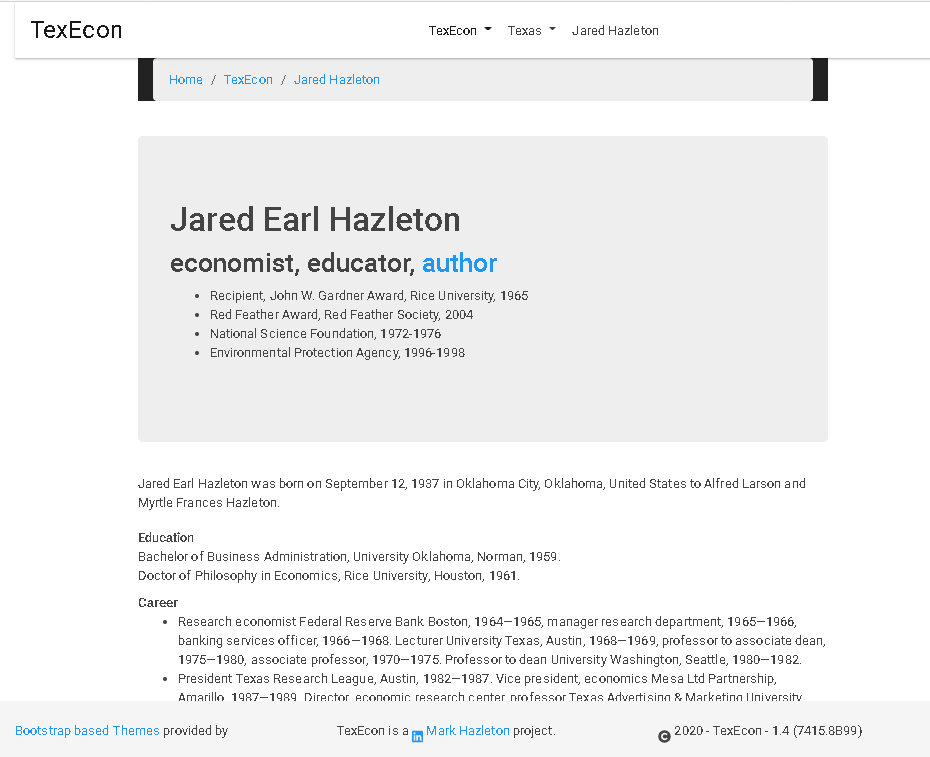 TexEcon
TexEcon Texas Jared Hazleton
Home / TexEcon / Jared Hazleton
Jared Earl Hazleton
economist, educator, author
Recipient, John W. Gardner Award, Rice University, 1965
Red Feather Award, Red Feather Society, 2004
National Science Foundation, 1972-1976
Environmental Protection Agency, 1996-1998
Jared Earl Hazleton was born on September 12, 1937 in Oklahoma City, Oklahoma, United States to Alfred Larson and
Myrtle Frances Hazleton.
Education
Bachelor of Business Administration, University Oklahoma, Norman, 1959.
Doctor of Philosophy in Economics, Rice University, Houston, 1961.
Career
Research economist Federal Reserve Bank Boston, 1964—1965, manager research department, 1965—1966,
banking services officer, 1966—1968. Lecturer University Texas, Austin, 1968—1969, professor to associate dean,
1975—1980, associate professor, 1970—1975. Professor to dean University Washington, Seattle, 1980—1982.
President Texas Research League, Austin, 1982—1987. Vice president, economics Mesa Ltd Partnership,
Amarillo, 1987—1989. Director, economic research center, professor Texas Advertising & Marketing University
Bootstrap based Themes provided by
TexEcon is a Mark Hazleton project.
© 2020 - TexEcon - 1.4 (7415.8B99)